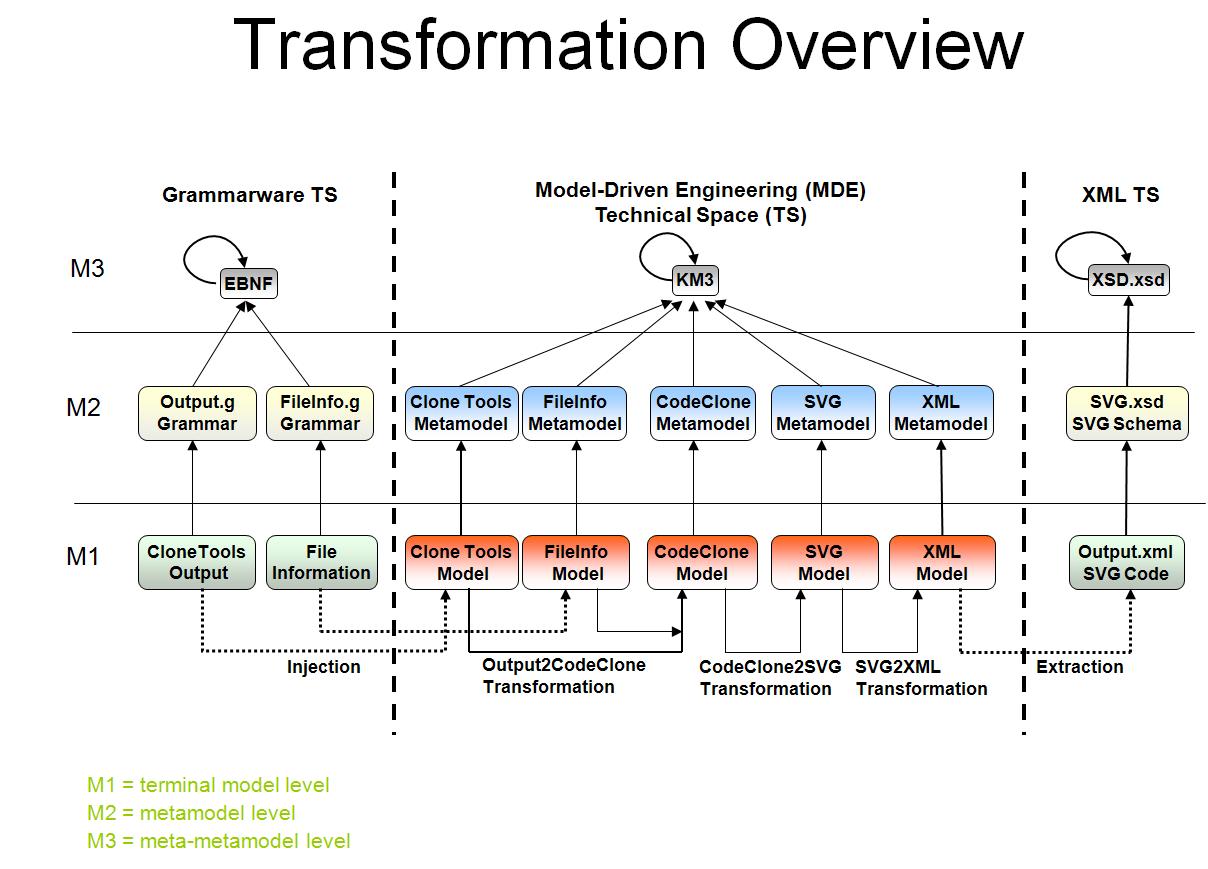 Transformation Overview
Grammarware TS
Model-Driven Engineering (MDE)
Technical Space (TS)
XML TS
M3
EBNF
KM3
XSD.xsd
M2
Output.g
Grammar
FileInfo.g
Grammar
Clone Tools
Metamodel
FileInfo
Metamodel
CodeClone
Metamodel
SVG
Metamodel
XML
Metamodel
SVG.xsd
SVG Schema
M1
CloneTools
Output
File
Information
Clone Tools
Model
FileInfo
Model
CodeClone
Model
SVG
Model
XML
Model
Output.xml
SVG Code
Injection
Output2CodeClone
Transformation
CodeClone2SVG
Transformation
SVG2XML
Transformation
Extraction
M1 = terminal model level
M2 = metamodel level
M3 = meta-metamodel level